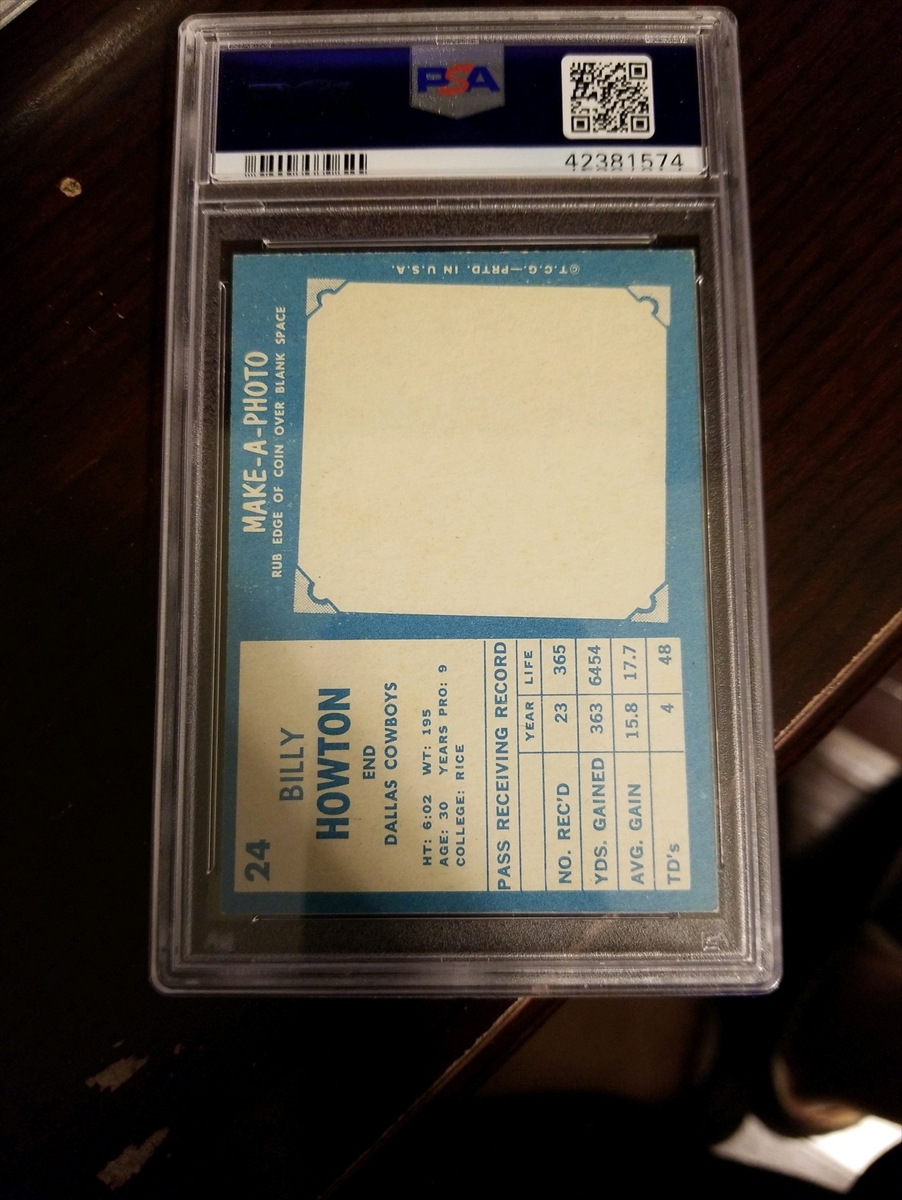 PSA
42381574
24
BILLY
HOWTON
END
DALLAS COWBOYS
HT: 6:02 WT: 195
AGE: 30 YEARS PRO: 9
COLLEGE: RICE
PASS RECEIVING RECORD
YEAR LIFE
NO. REC'D 23 365
YDS. GAINED 363 6454
AVG. GAIN 15.8 17.7
TD's 4 48
MAKE-A-PHOTO
RUB EDGE OF COIN OVER BLANK SPACE
©T.C.G.—PRTD. IN U.S.A.